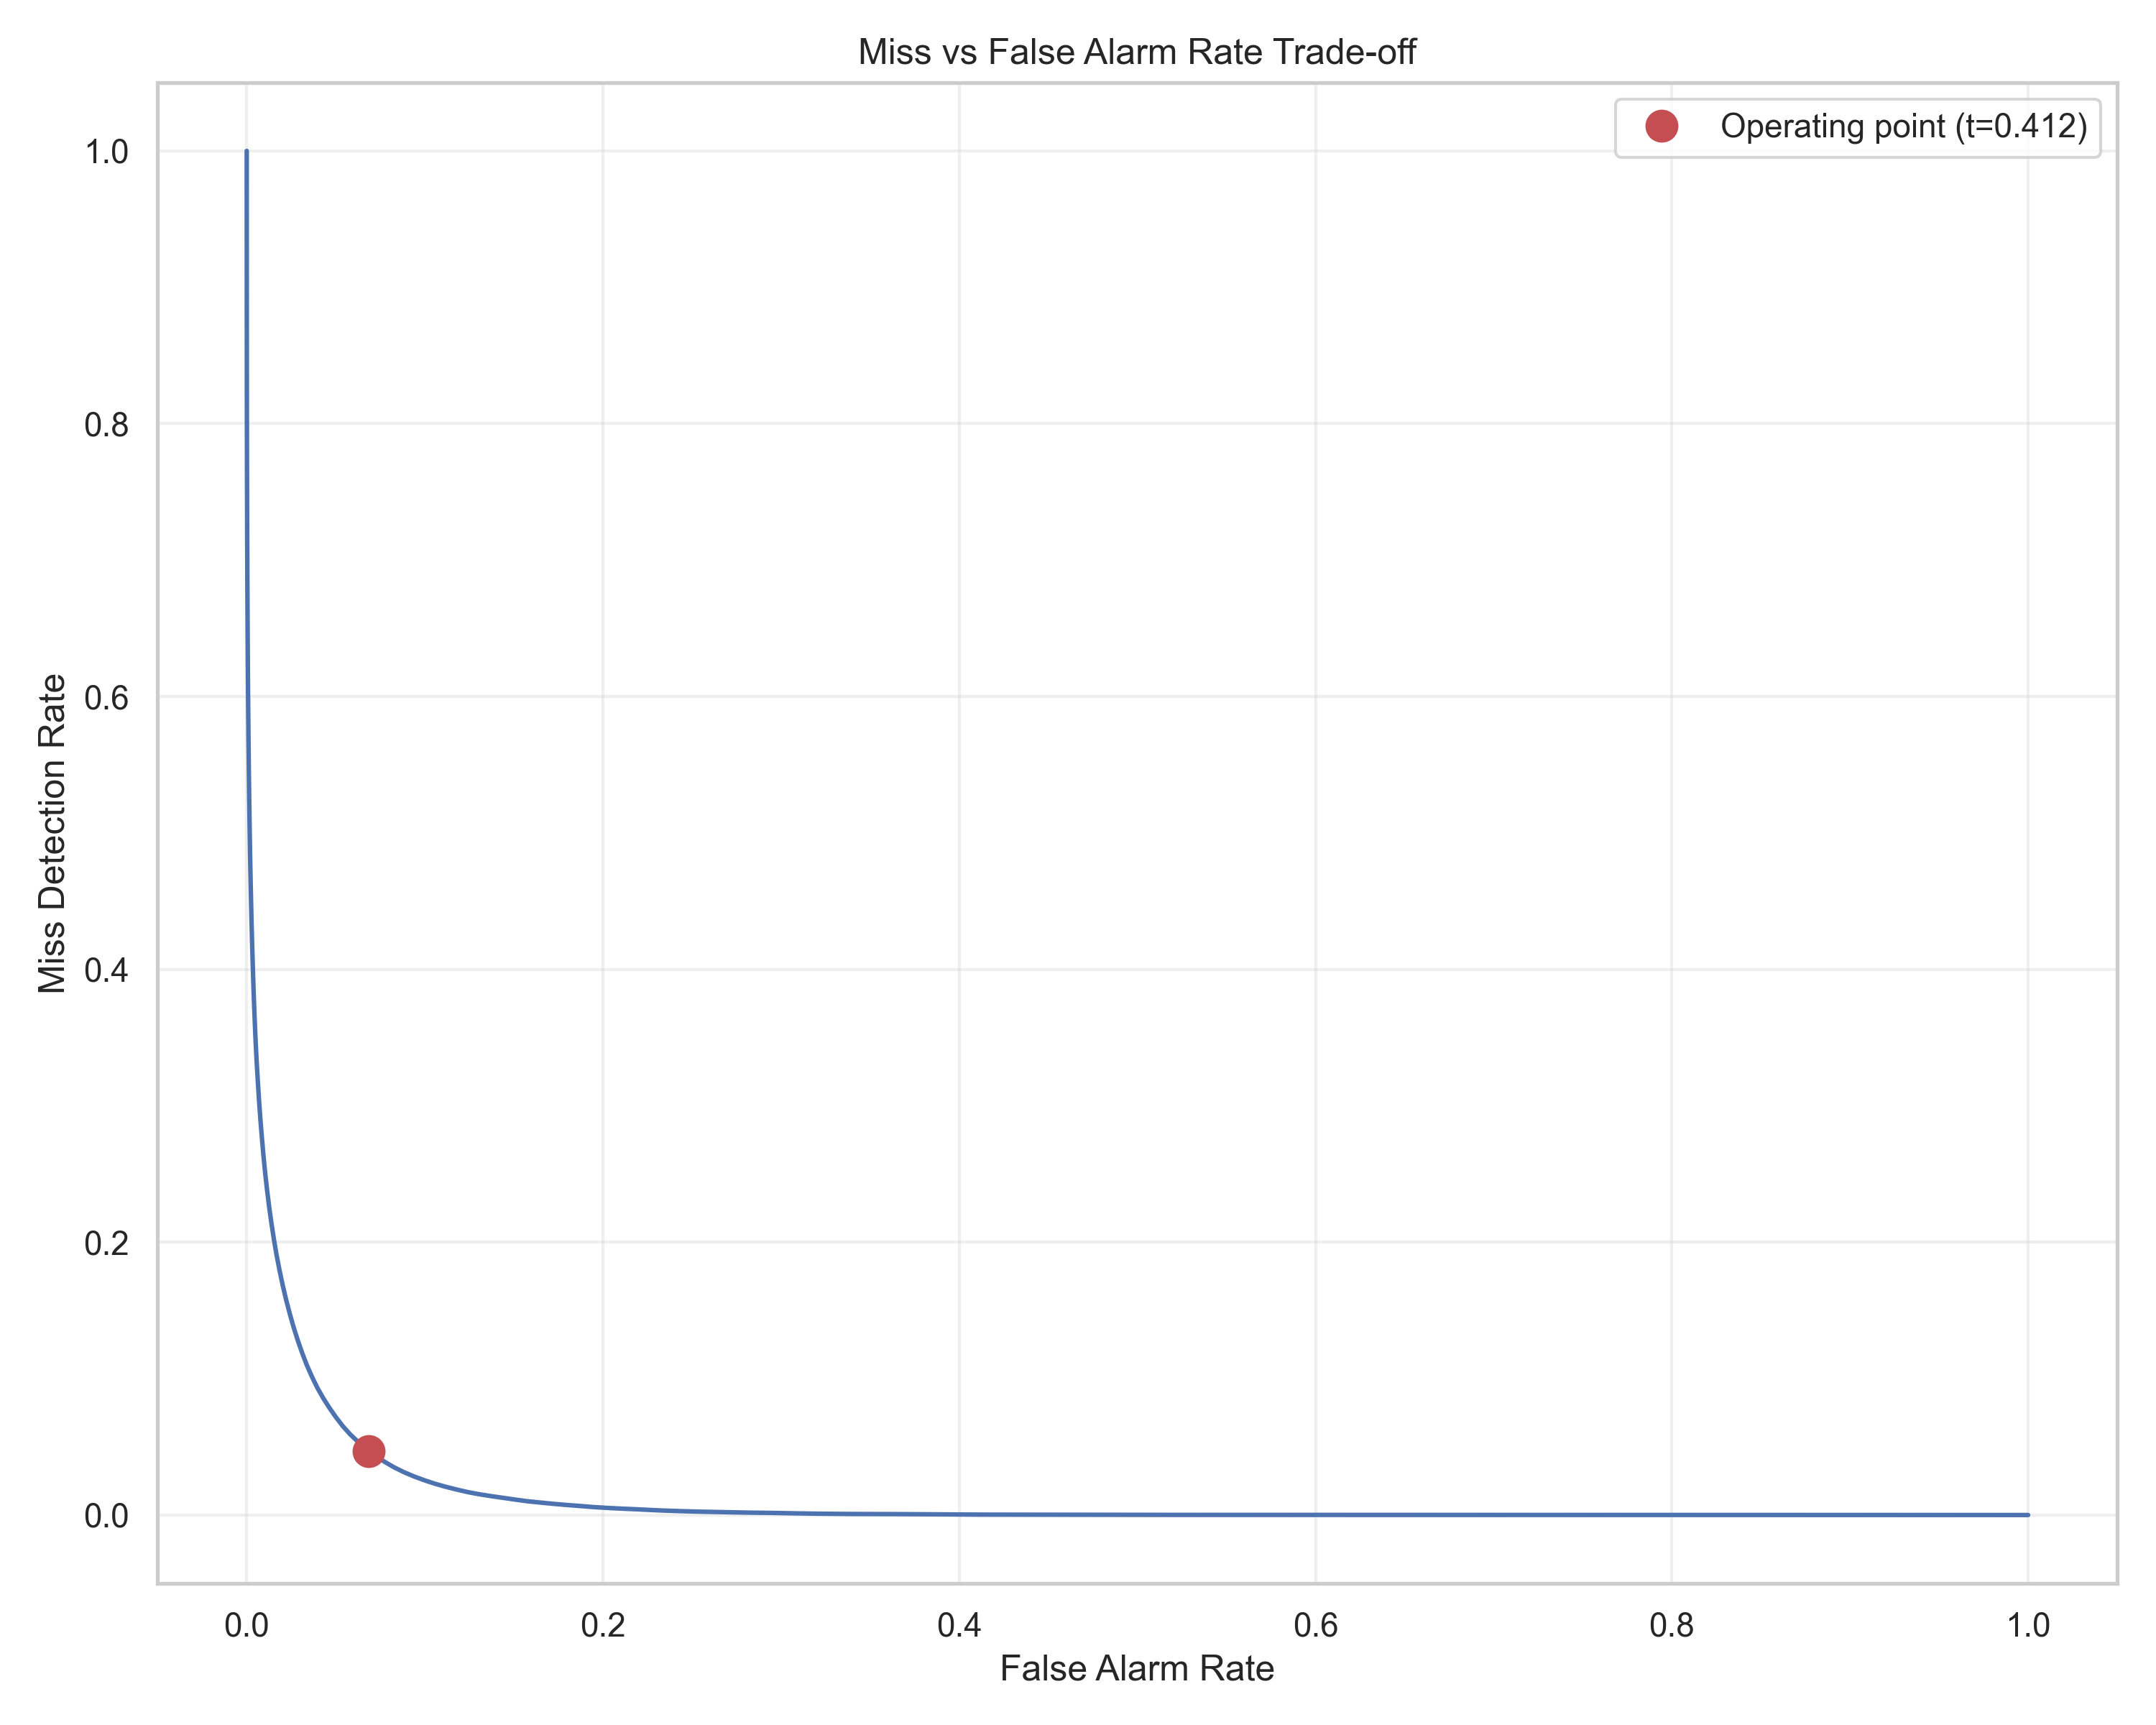 Miss vs False Alarm Rate Trade-off
Operating point (t=0.412)
Miss Detection Rate
1.0
0.8
0.6
0.4
0.2
0.0
0.0 0.2 0.4 0.6 0.8 1.0
False Alarm Rate